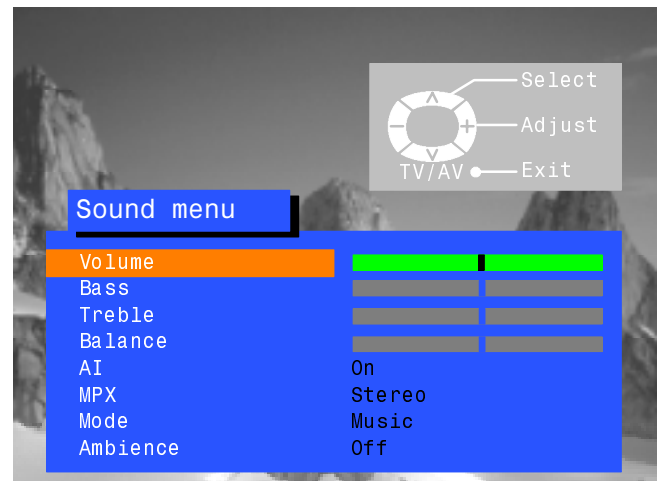 Select
Adjust
TV/AV Exit
Sound menu
Volume
Bass
Treble
Balance
AI On
MPX Stereo
Mode Music
Ambience Off